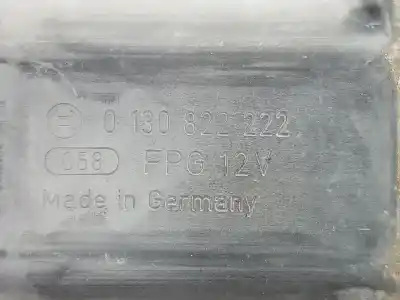 0 130 822 222
058 FPG 12V
Made in Germany